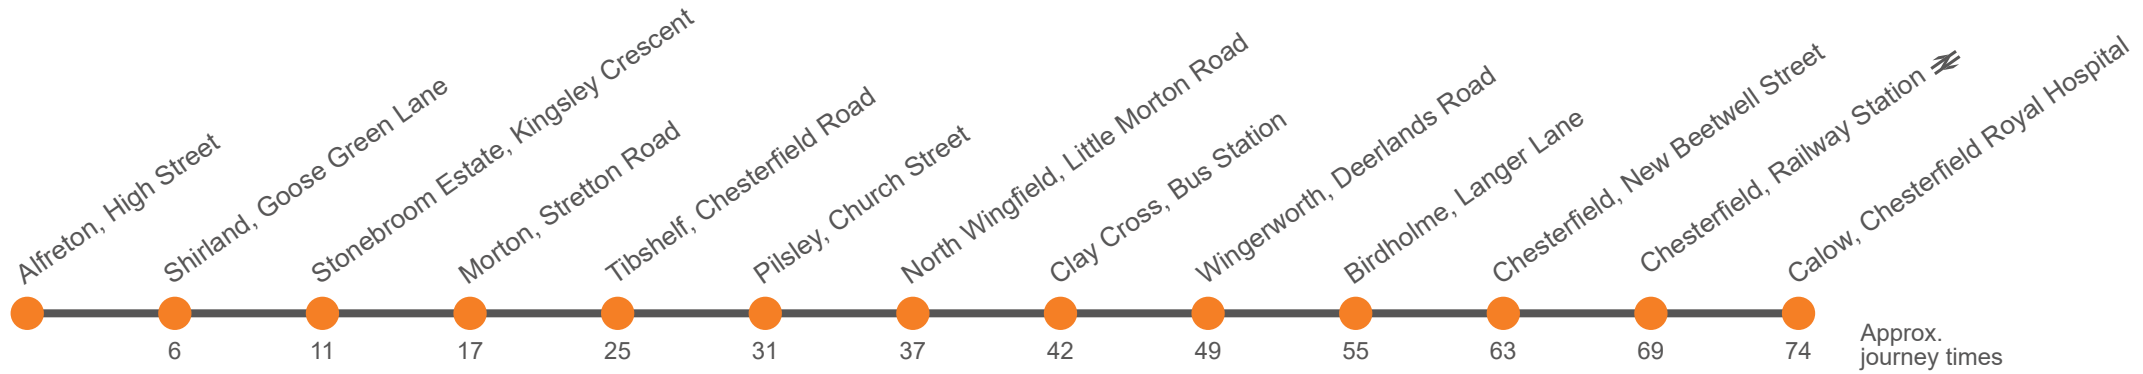 Alfreton, High Street
Shirland, Goose Green Lane
Stonebroom Estate, Kingsley Crescent
Morton, Stretton Road
Tibshelf, Chesterfield Road
Pilsley, Church Street
North Wingfield, Little Morton Road
Clay Cross, Bus Station
Wingerworth, Deerlands Road
Birdholme, Langer Lane
Chesterfield, New Beetwell Street
Chesterfield, Railway Station
Calow, Chesterfield Royal Hospital
6 11 17 25 31 37 42 49 55 63 69 74
Approx.
journey times